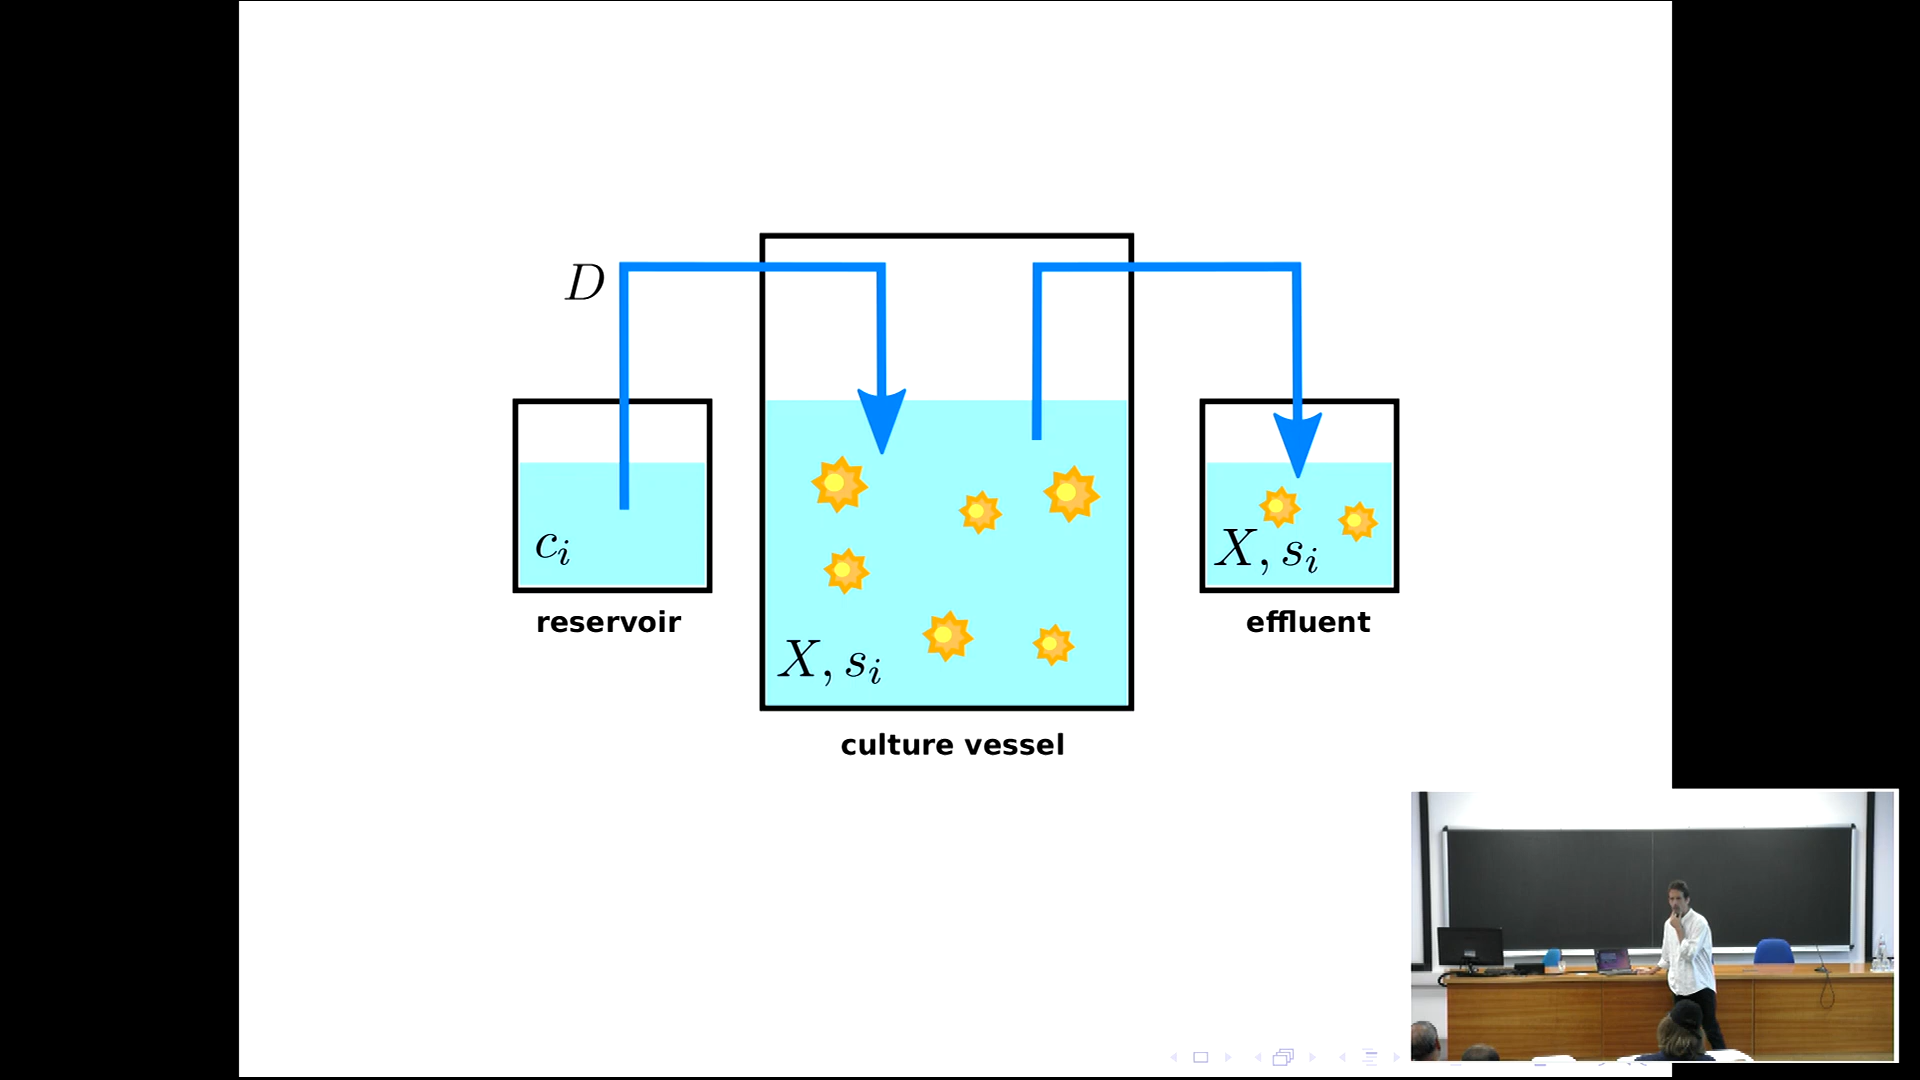 D
c_i
reservoir
X, s_i
culture vessel
X, s_i
effluent